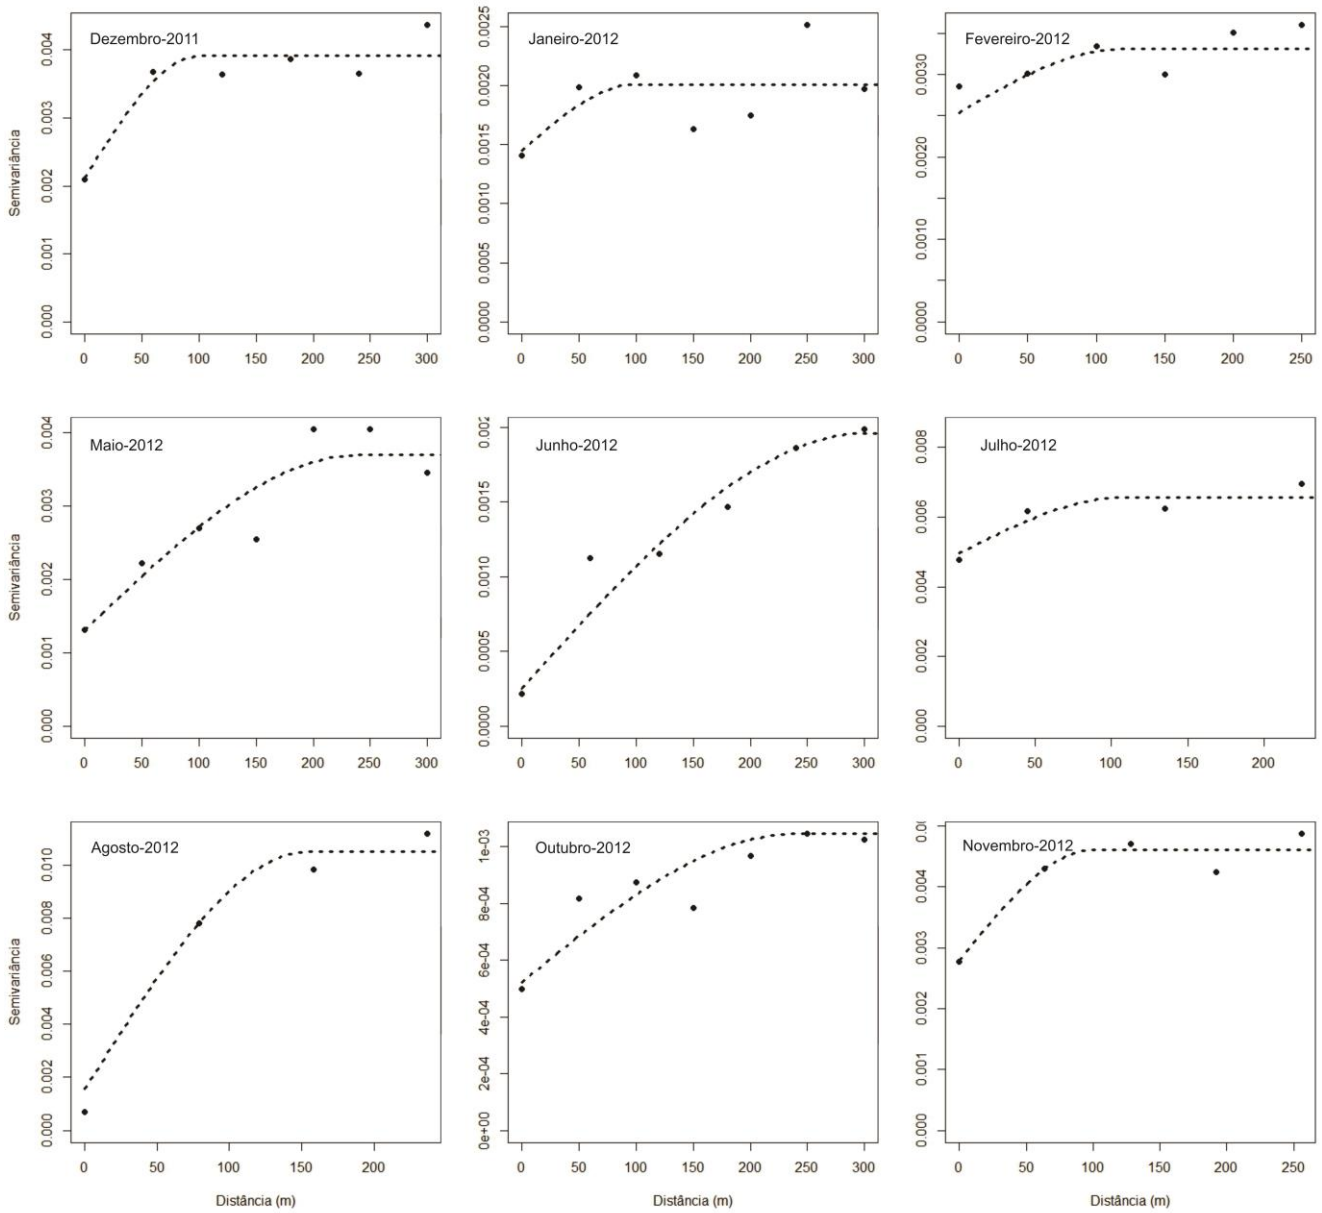 Dezembro-2011
Semivariância
0.000 0.001 0.002 0.003 0.004
0 50 100 150 200 250 300
Janeiro-2012
0.0000 0.0005 0.0010 0.0015 0.0020 0.0025
0 50 100 150 200 250 300
Fevereiro-2012
0.0000 0.0010 0.0020 0.0030
0 50 100 150 200 250
Maio-2012
Semivariância
0.000 0.001 0.002 0.003 0.004
0 50 100 150 200 250 300
Junho-2012
0.0000 0.0005 0.0010 0.0015
0 50 100 150 200 250 300
Julho-2012
0.000 0.002 0.004 0.006 0.008
0 50 100 150 200
Agosto-2012
Semivariância
0.000 0.002 0.004 0.006 0.008 0.010
0 50 100 150 200
Distância (m)
Outubro-2012
0e+00 2e-04 4e-04 6e-04 8e-04 1e-03
0 50 100 150 200 250 300
Distância (m)
Novembro-2012
0.000 0.001 0.002 0.003 0.004
0 50 100 150 200 250
Distância (m)